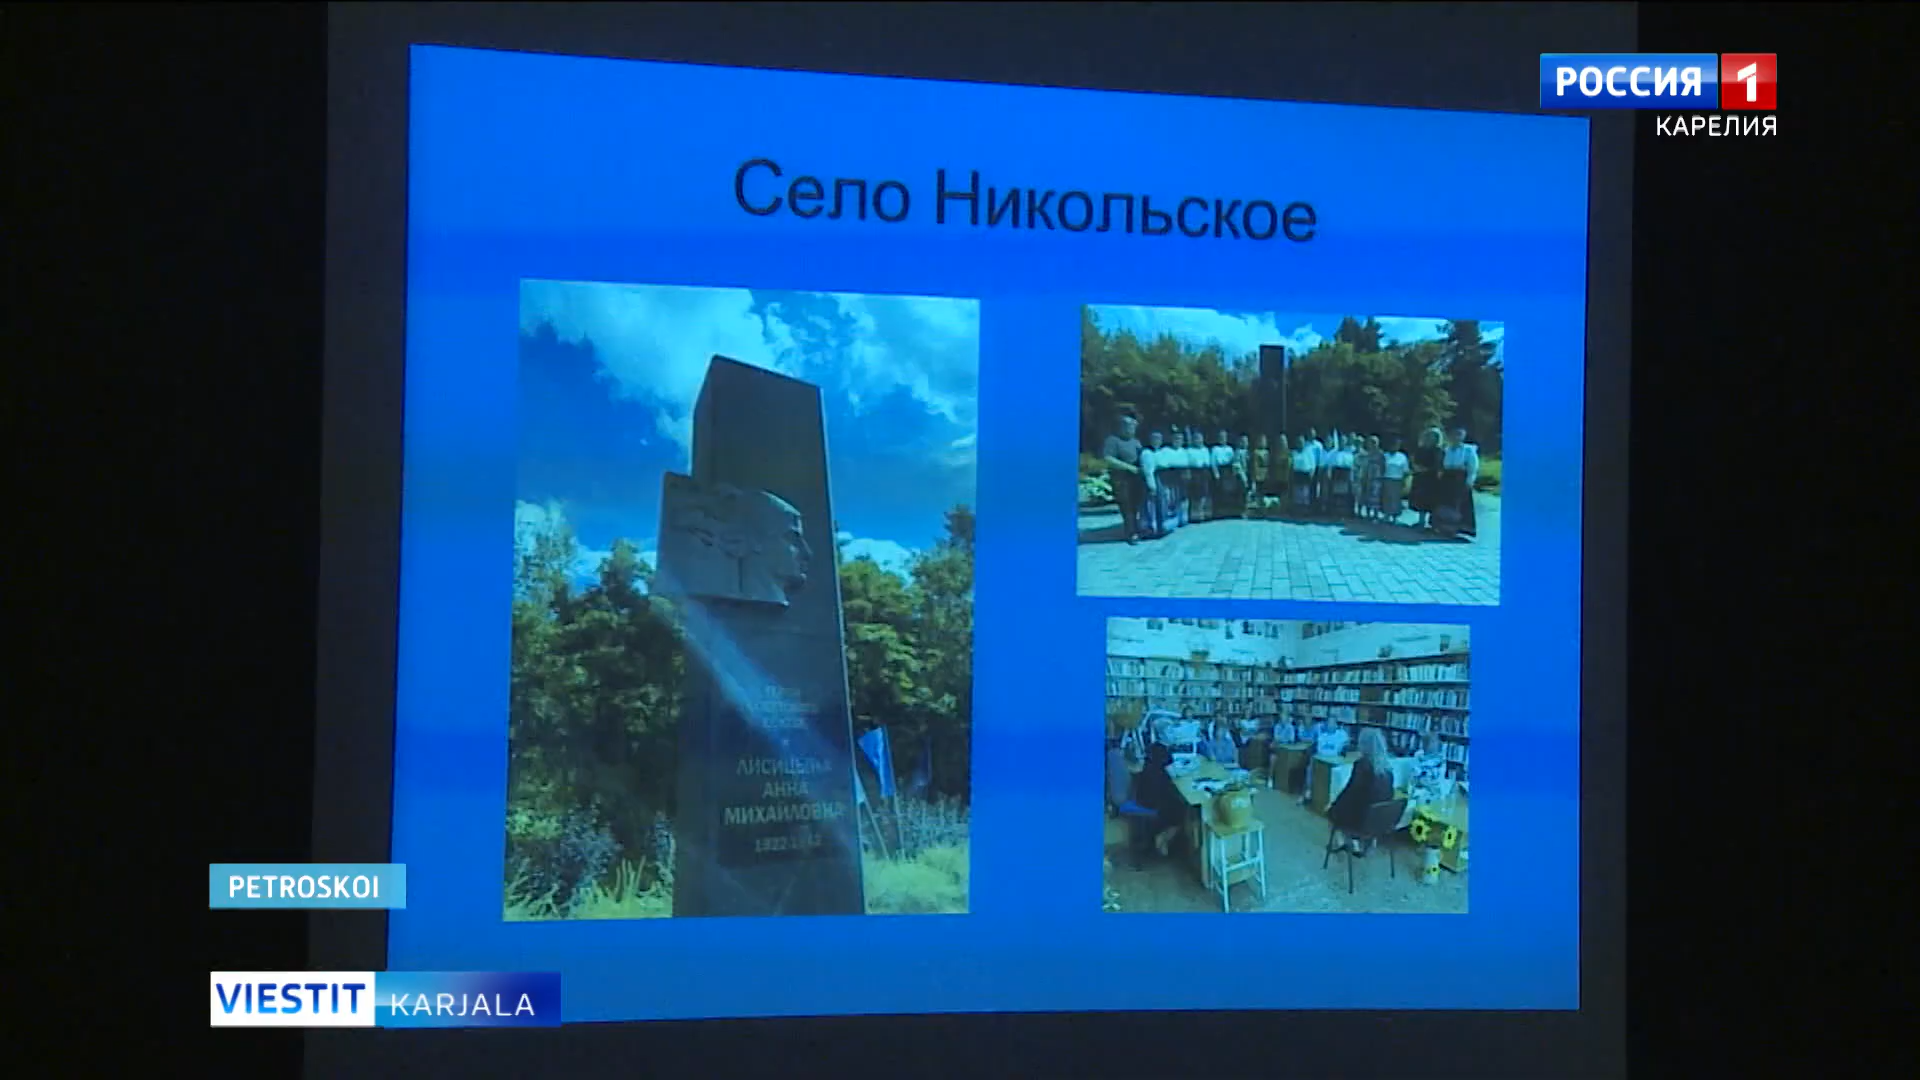 РОССИЯ 1
КАРЕЛИЯ
Село Никольское
ЛИСИЦЫНА
АННА
МИХАЙЛОВНА
PETROSKOI
VIESTIT KARJALA